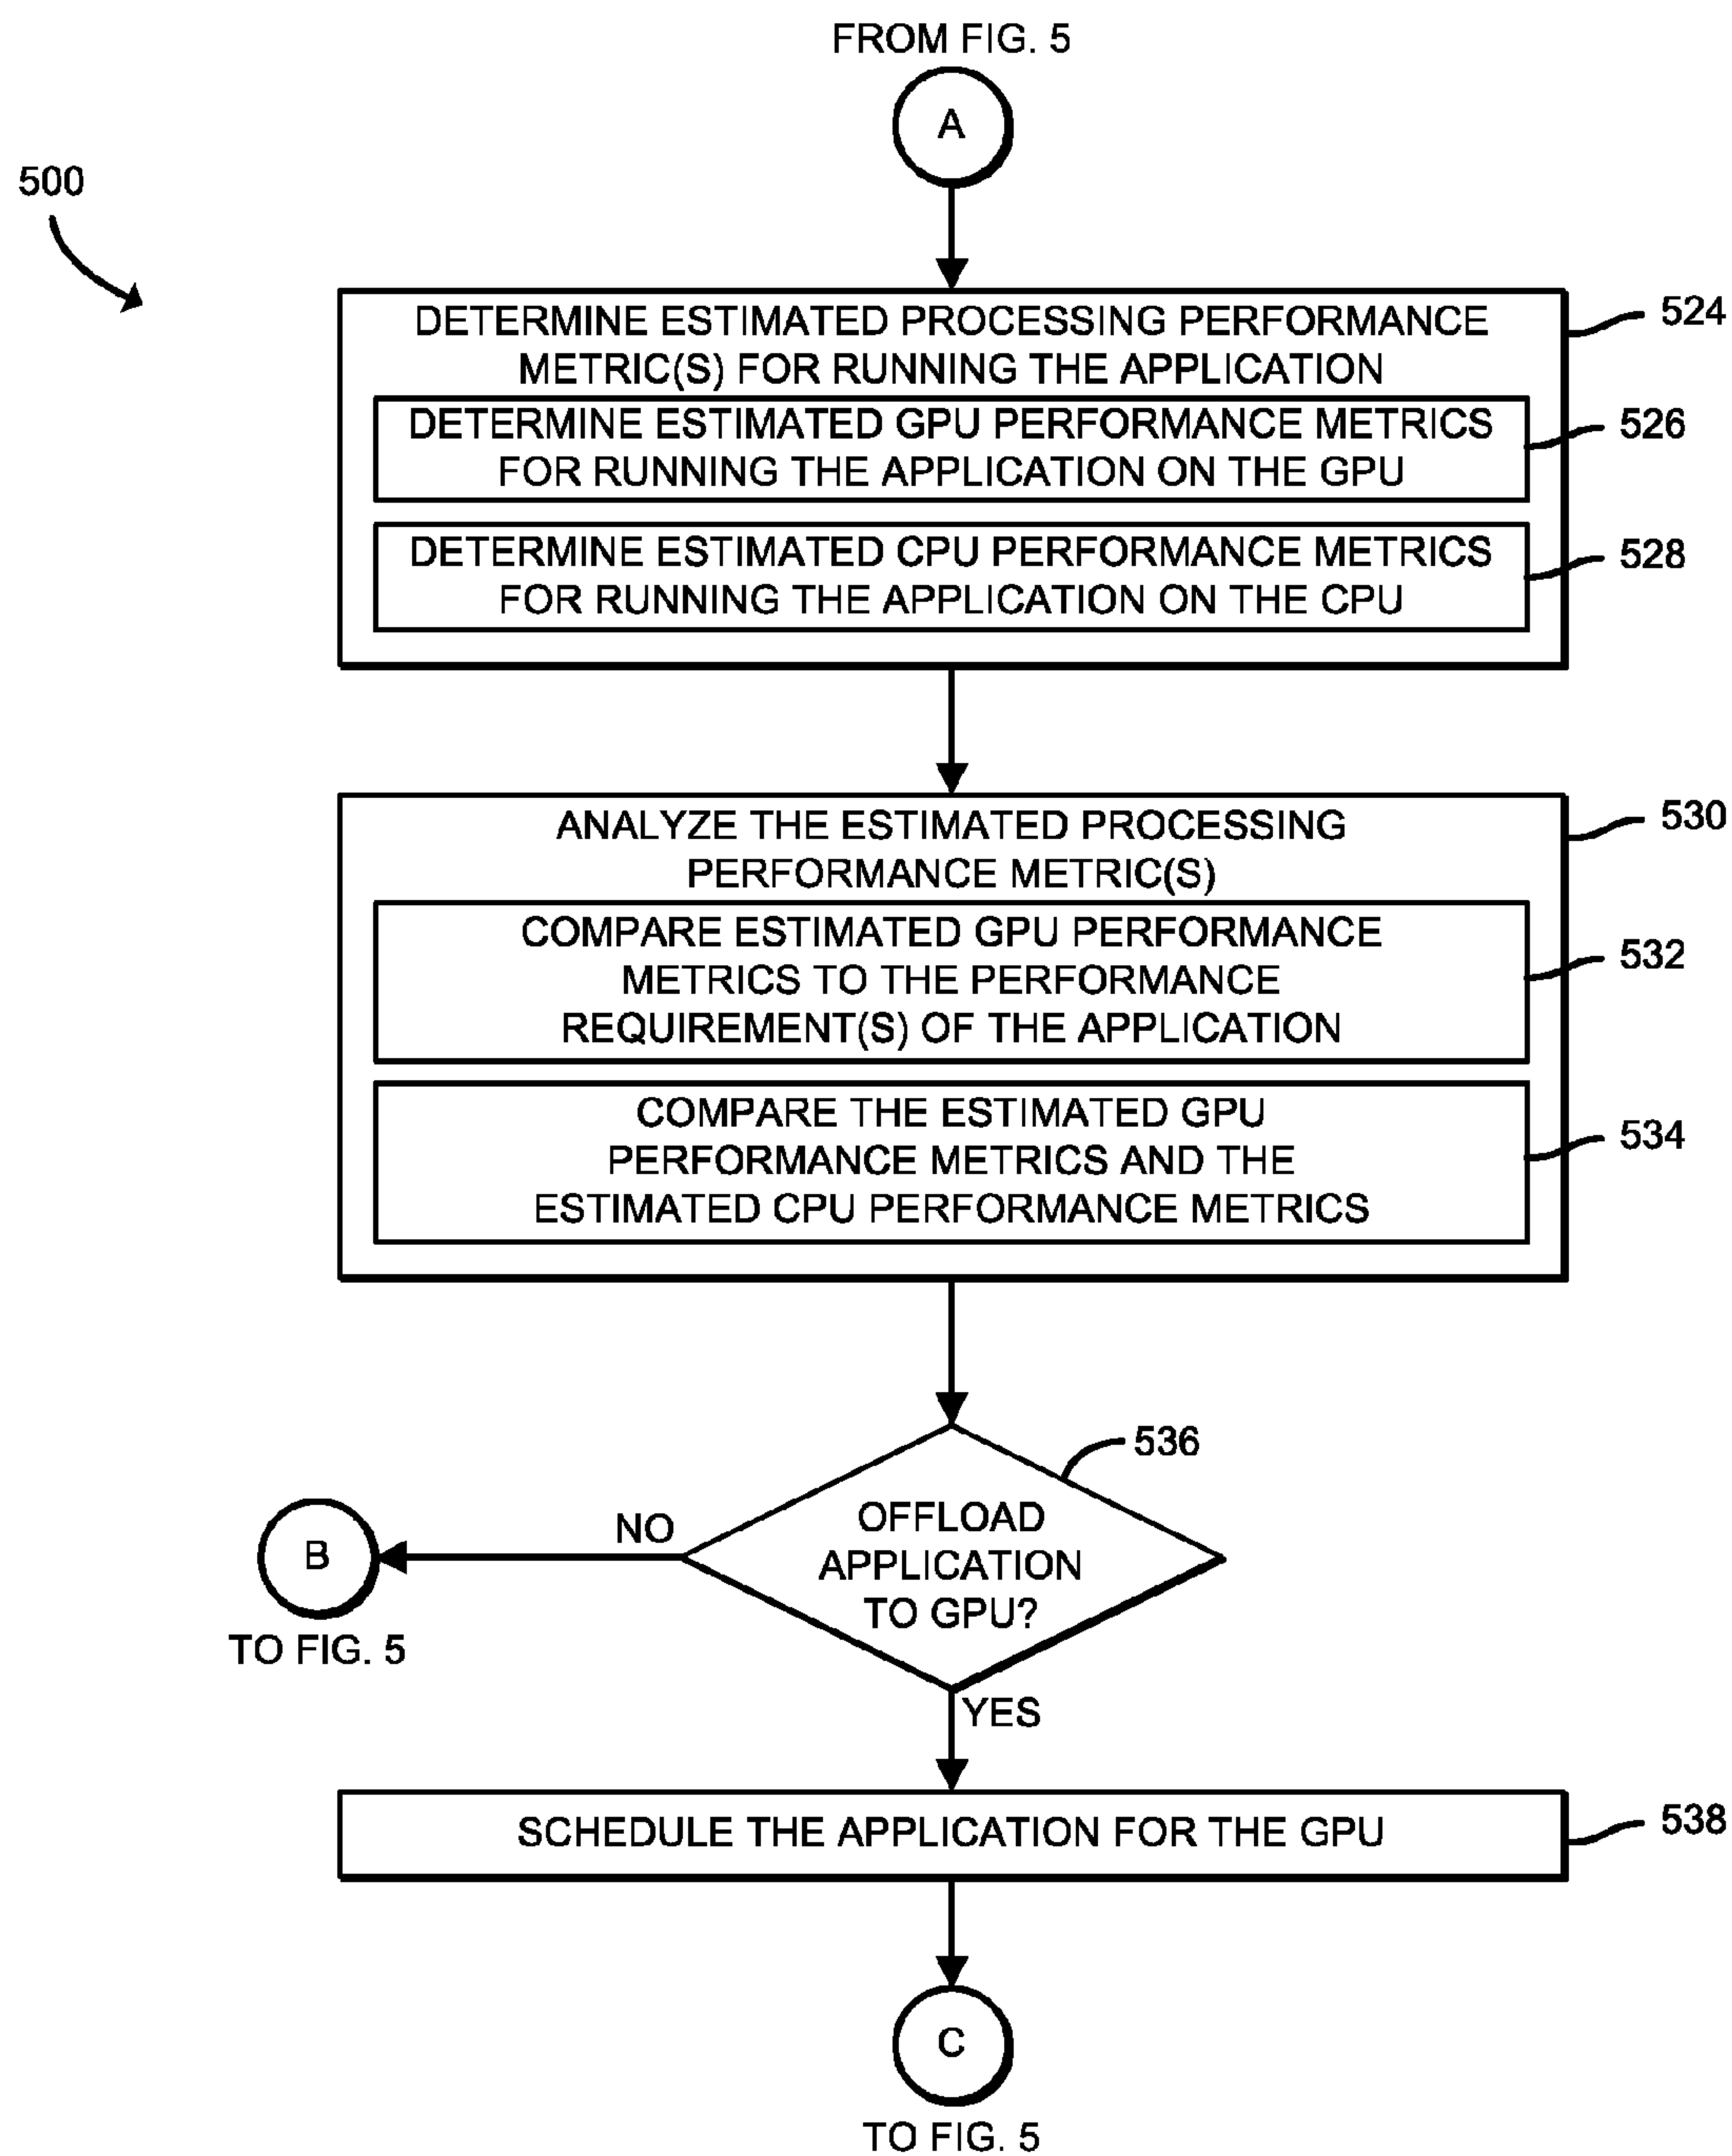 FROM FIG. 5
A
500
DETERMINE ESTIMATED PROCESSING PERFORMANCE
METRIC(S) FOR RUNNING THE APPLICATION
524
DETERMINE ESTIMATED GPU PERFORMANCE METRICS
FOR RUNNING THE APPLICATION ON THE GPU
526
DETERMINE ESTIMATED CPU PERFORMANCE METRICS
FOR RUNNING THE APPLICATION ON THE CPU
528
ANALYZE THE ESTIMATED PROCESSING
PERFORMANCE METRIC(S)
530
COMPARE ESTIMATED GPU PERFORMANCE
METRICS TO THE PERFORMANCE
REQUIREMENT(S) OF THE APPLICATION
532
COMPARE THE ESTIMATED GPU
PERFORMANCE METRICS AND THE
ESTIMATED CPU PERFORMANCE METRICS
534
536
OFFLOAD
APPLICATION
TO GPU?
NO
B
TO FIG. 5
YES
SCHEDULE THE APPLICATION FOR THE GPU
538
C
TO FIG. 5